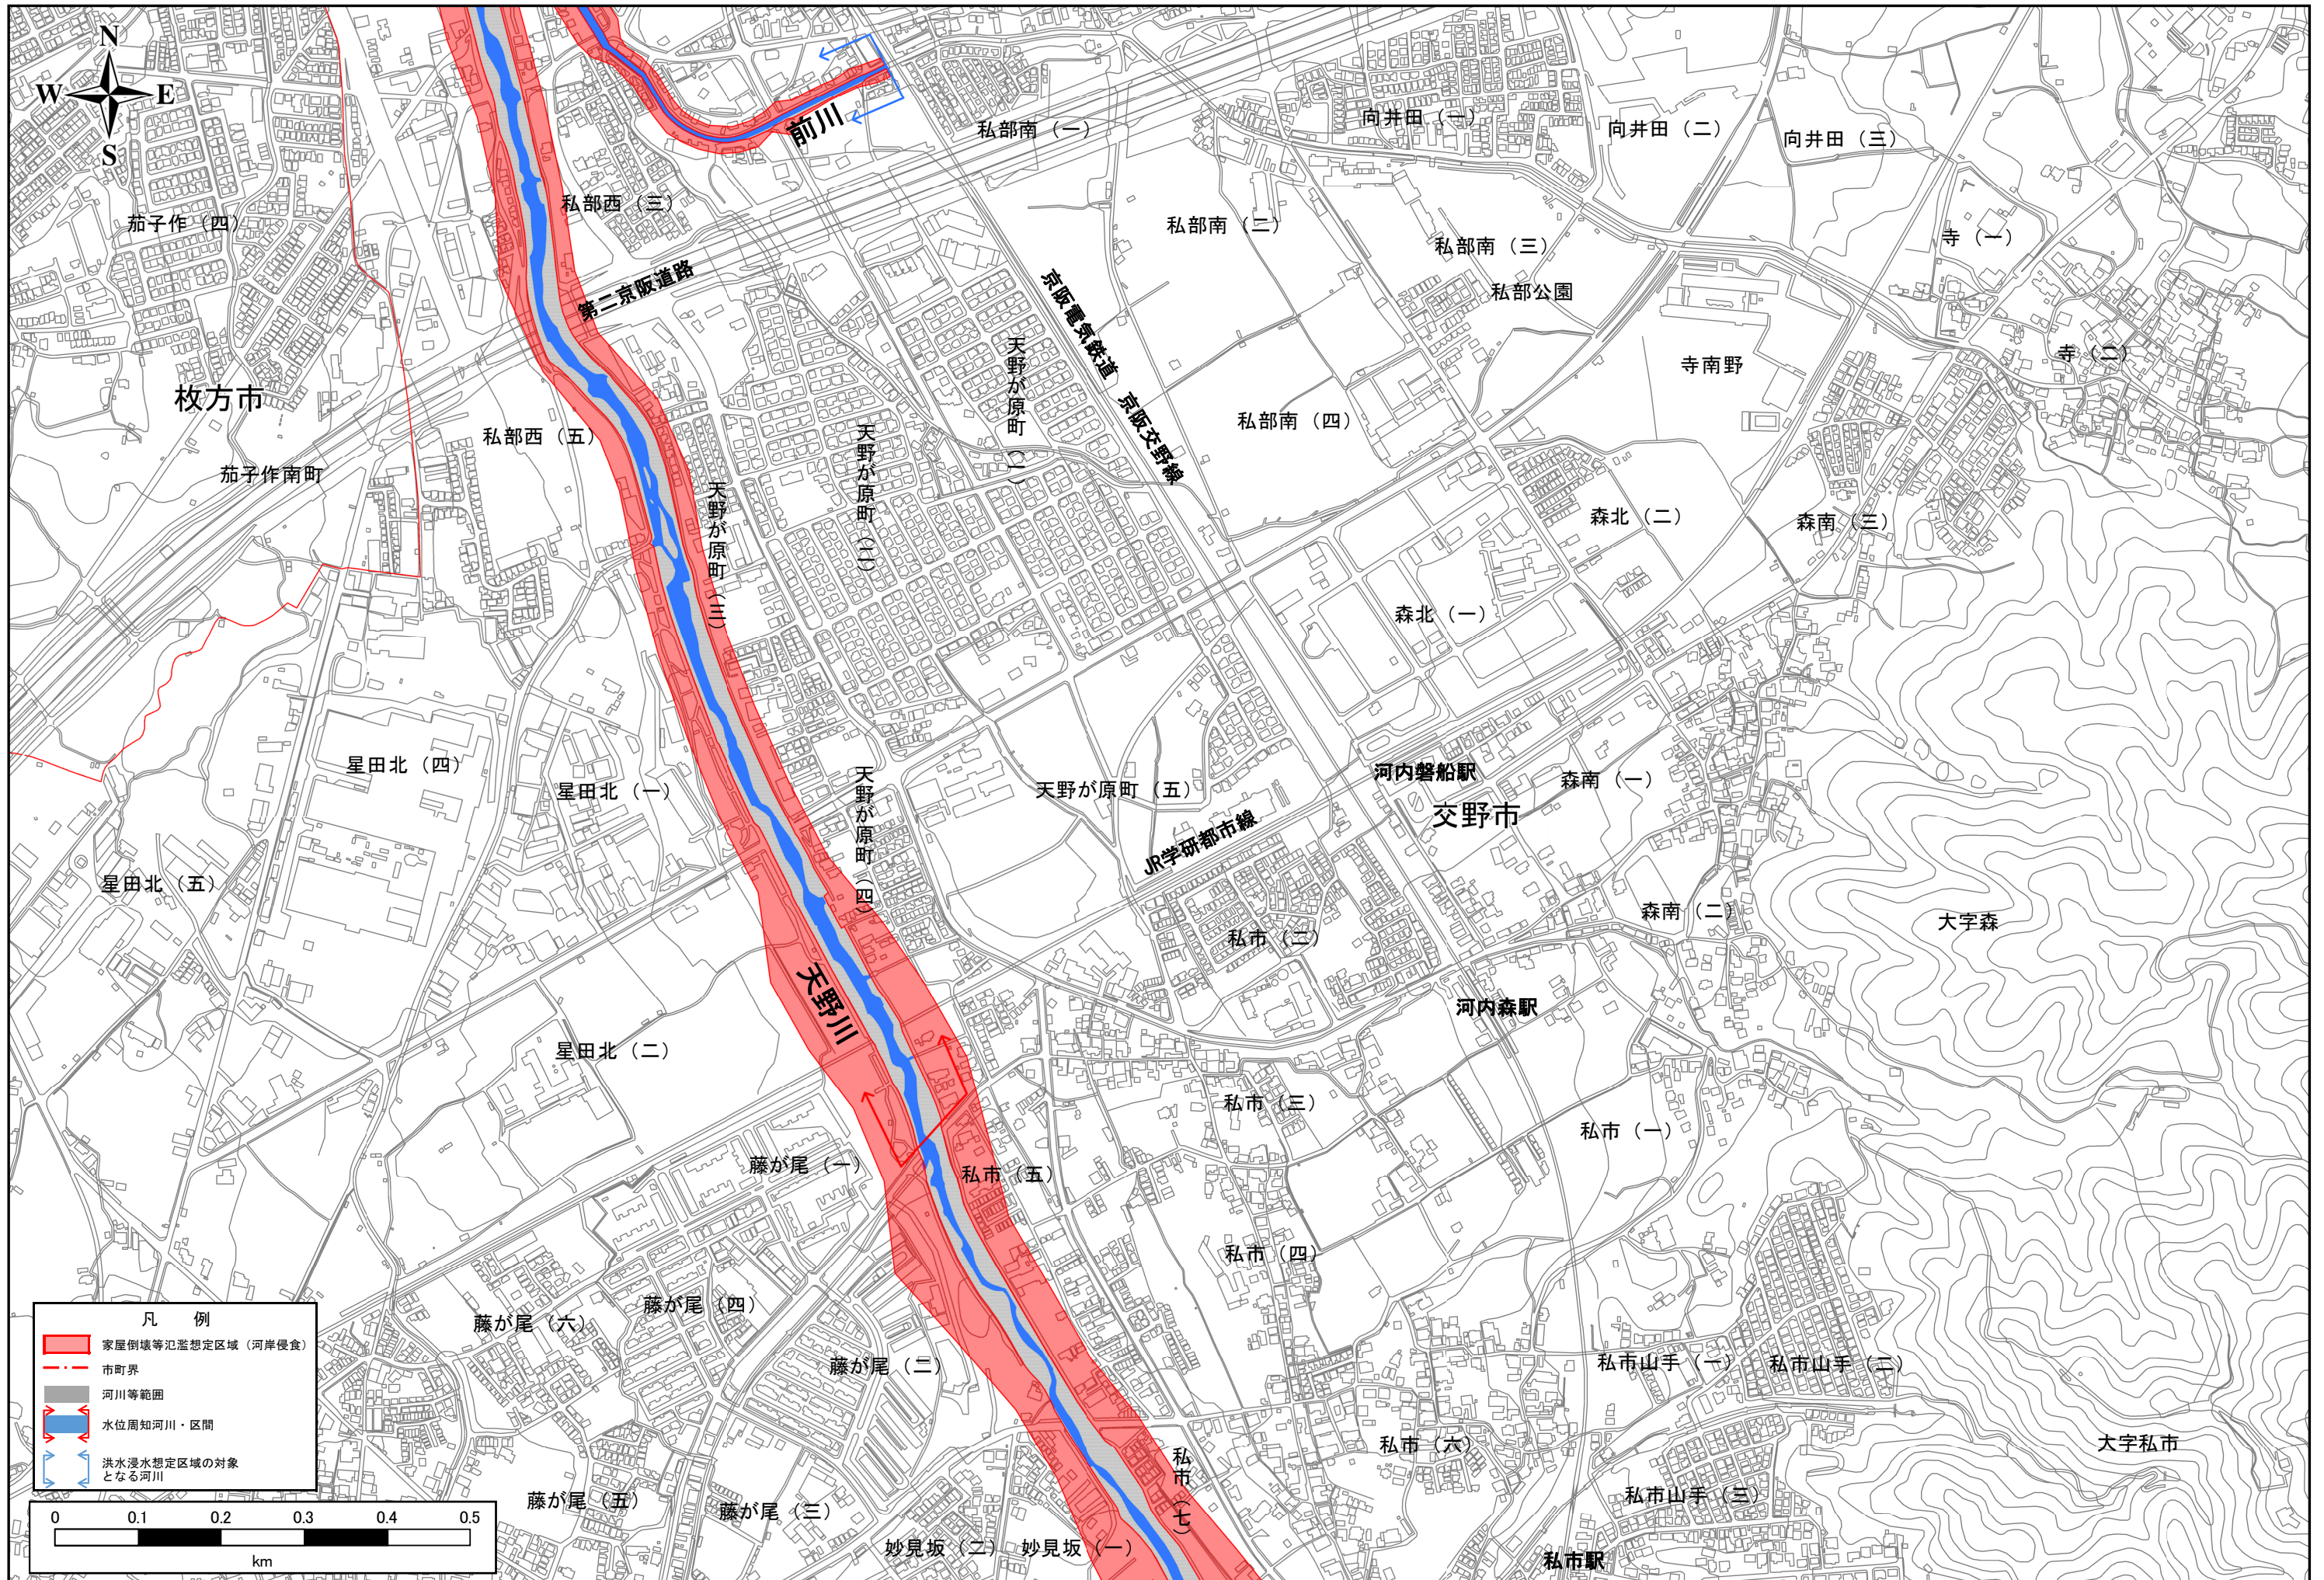 N
W
E
S
前川
私部南（一）
向井田（一）
向井田（二）
向井田（三）
茄子作（四）
私部西（三）
私部南（二）
私部南（三）
寺（一）
第二京阪道路
京阪電気鉄道　京阪交野線
私部公園
天野が原町（一）
寺（二）
寺南野
枚方市
私部西（五）
天野が原町（二）
私部南（四）
茄子作南町
天野が原町（三）
森北（二）
森南（三）
森北（一）
星田北（四）
星田北（一）
天野が原町（四）
天野が原町（五）
河内磐船駅
森南（一）
交野市
JR学研都市線
星田北（五）
森南（二）
大字森
私市（二）
天野川
河内森駅
星田北（二）
私市（三）
私市（一）
藤が尾（一）
私市（五）
私市（四）
藤が尾（四）
藤が尾（六）
藤が尾（二）
私市山手（一）
私市山手（二）
私市（六）
大字私市
私市（七）
私市山手（三）
藤が尾（五）
藤が尾（三）
妙見坂（二）
妙見坂（一）
私市駅
凡　例
家屋倒壊等氾濫想定区域（河岸侵食）
市町界
河川等範囲
水位周知河川・区間
洪水浸水想定区域の対象
となる河川
0 0.1 0.2 0.3 0.4 0.5
km